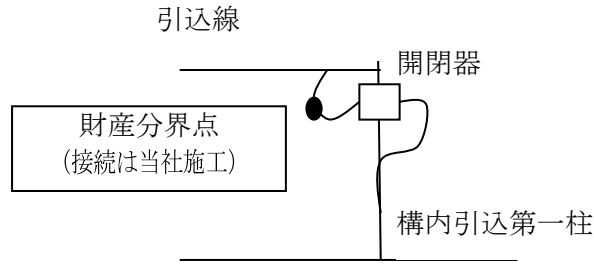 引込線
開閉器
財産分界点
（接続は当社施工）
構内引込第一柱